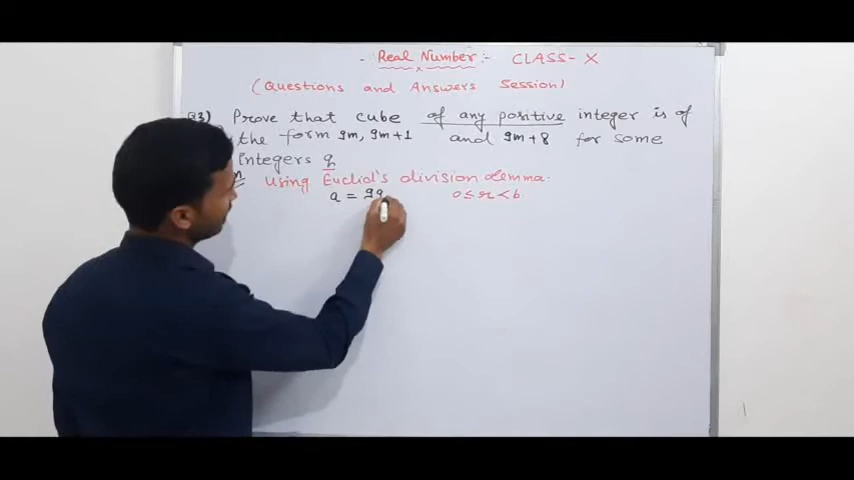 Real Number :- CLASS - X
(Questions and Answers Session)
Q3) Prove that cube of any positive integer is of
the form 9m, 9m+1 and 9m+8 for some
integers q
Using Euclid's division lemma.
a = 9q 0 ≤ r < b